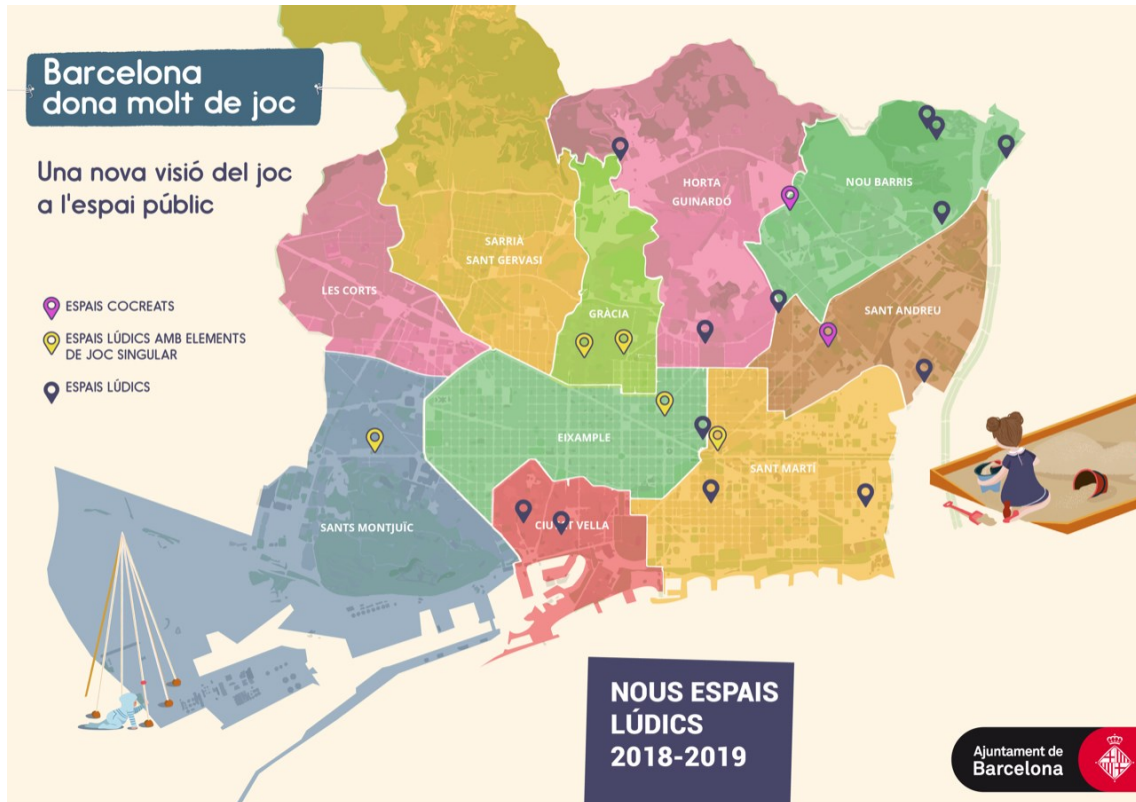 Barcelona
dona molt de joc
Una nova visió del joc
a l'espai públic
ESPAIS COCREATS
ESPAIS LÚDICS AMB ELEMENTS
DE JOC SINGULAR
ESPAIS LÚDICS
HORTA
GUINARDÓ
NOU BARRIS
SARRIÀ
SANT GERVASI
LES CORTS
GRÀCIA
SANT ANDREU
EIXAMPLE
SANT MARTÍ
SANTS MONTJUÏC
CIUTAT VELLA
NOUS ESPAIS
LÚDICS
2018-2019
Ajuntament de
Barcelona